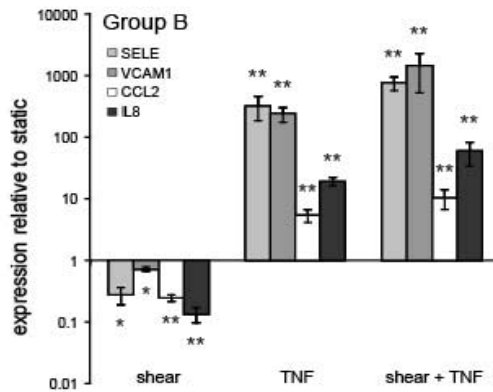 Group B
SELE
VCAM1
CCL2
IL8
expression relative to static
10000
1000
100
10
1
0.1
0.01
** ** ** **
** ** ** **
* * ** **
shear TNF shear + TNF